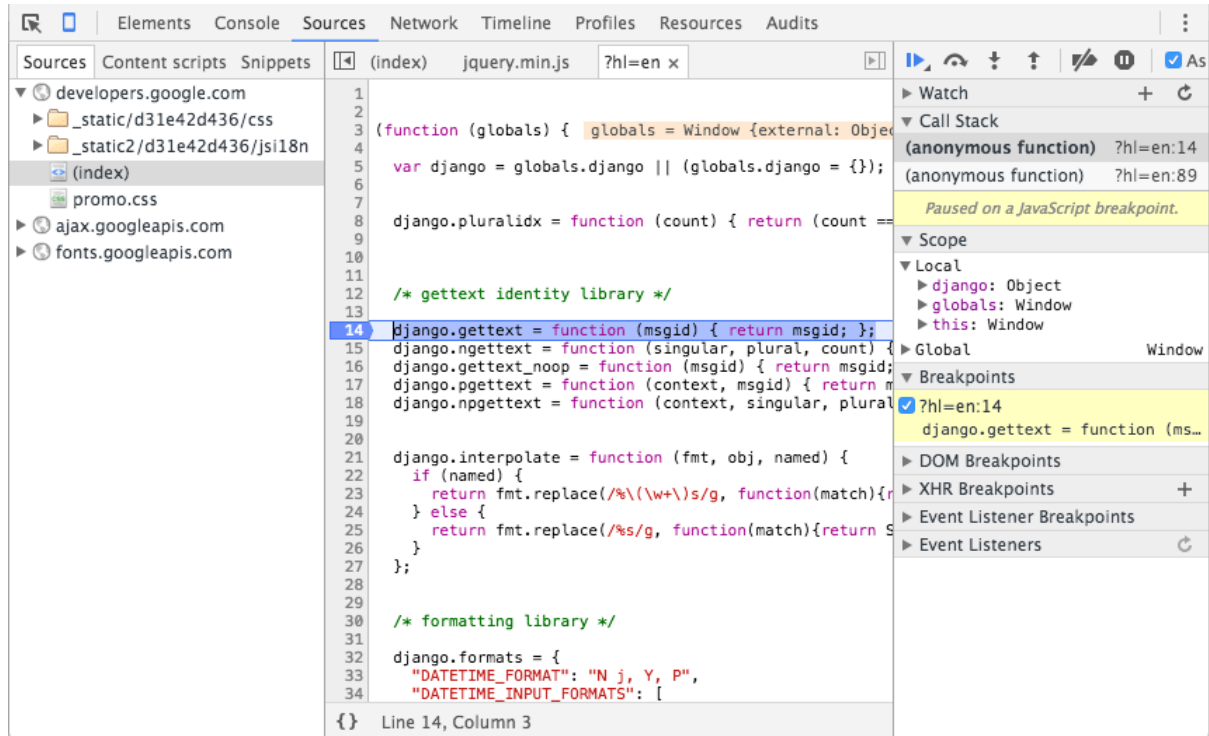 Elements Console Sources Network Timeline Profiles Resources Audits
Sources Content scripts Snippets
developers.google.com
_static/d31e42d436/css
_static2/d31e42d436/jsi18n
(index)
promo.css
ajax.googleapis.com
fonts.googleapis.com
(index) jquery.min.js ?hl=en ×
1
2
3 (function (globals) { globals = Window {external: Objec
4
5 var django = globals.django || (globals.django = {});
6
7
8 django.pluralidx = function (count) { return (count ==
9
10
11
12 /* gettext identity library */
13
14 django.gettext = function (msgid) { return msgid; };
15 django.ngettext = function (singular, plural, count) {
16 django.gettext_noop = function (msgid) { return msgid;
17 django.pgettext = function (context, msgid) { return m
18 django.npgettext = function (context, singular, plural
19
20
21 django.interpolate = function (fmt, obj, named) {
22 if (named) {
23 return fmt.replace(/%\(\w+\)s/g, function(match){r
24 } else {
25 return fmt.replace(/%s/g, function(match){return S
26 }
27 };
28
29
30 /* formatting library */
31
32 django.formats = {
33 "DATETIME_FORMAT": "N j, Y, P",
34 "DATETIME_INPUT_FORMATS": [
{} Line 14, Column 3
As
Watch
Call Stack
(anonymous function) ?hl=en:14
(anonymous function) ?hl=en:89
Paused on a JavaScript breakpoint.
Scope
Local
django: Object
globals: Window
this: Window
Global Window
Breakpoints
?hl=en:14
django.gettext = function (ms…
DOM Breakpoints
XHR Breakpoints
Event Listener Breakpoints
Event Listeners